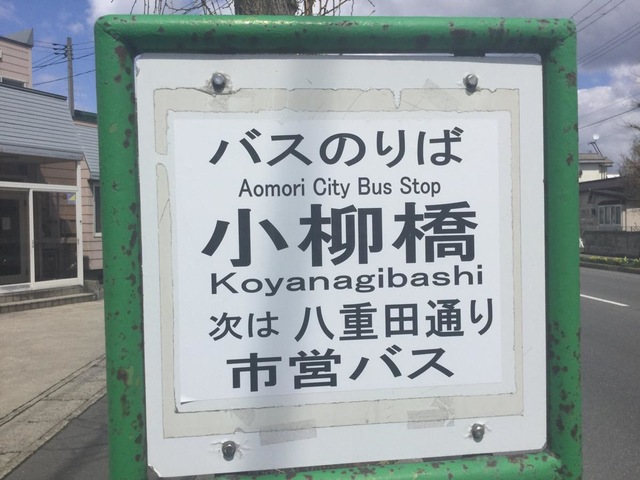 バスのりば
Aomori City Bus Stop
小柳橋
Koyanagibashi
次は 八重田通り
市営バス